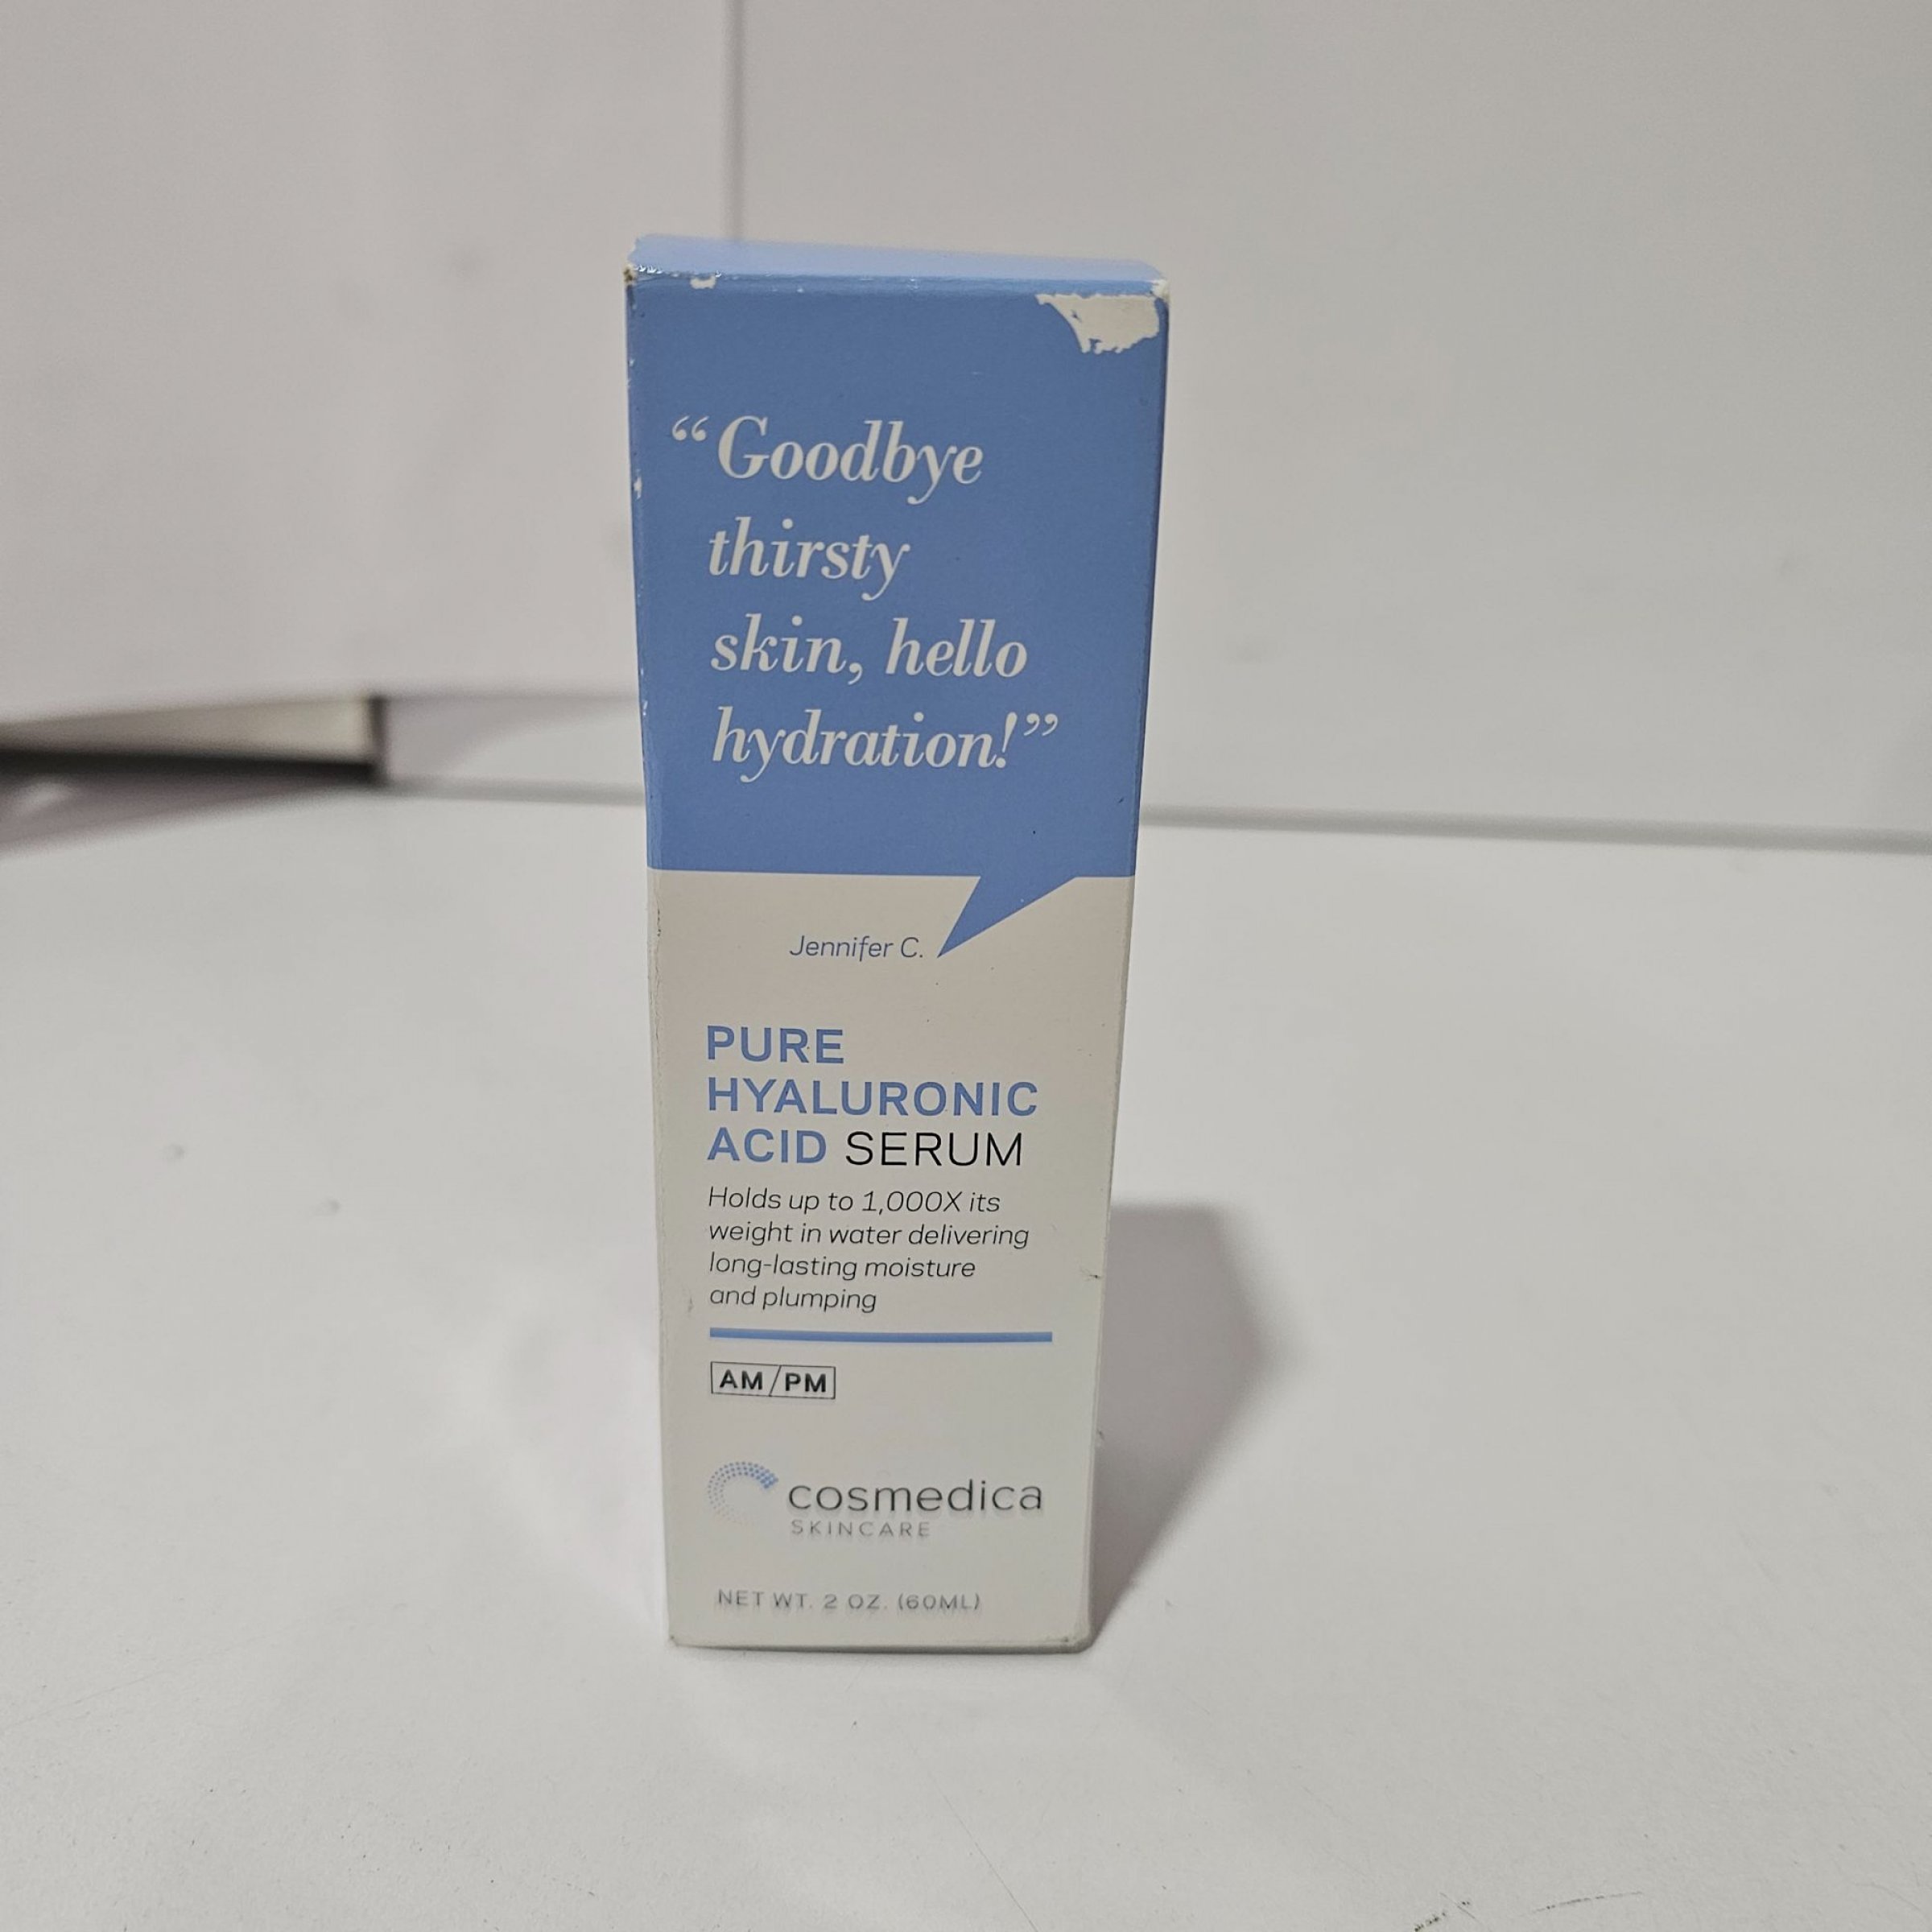 “Goodbye
thirsty
skin, hello
hydration!”
Jennifer C.
PURE
HYALURONIC
ACID SERUM
Holds up to 1,000X its
weight in water delivering
long-lasting moisture
and plumping
AM/PM
cosmedica
SKINCARE
NET WT. 2 OZ. (60ML)